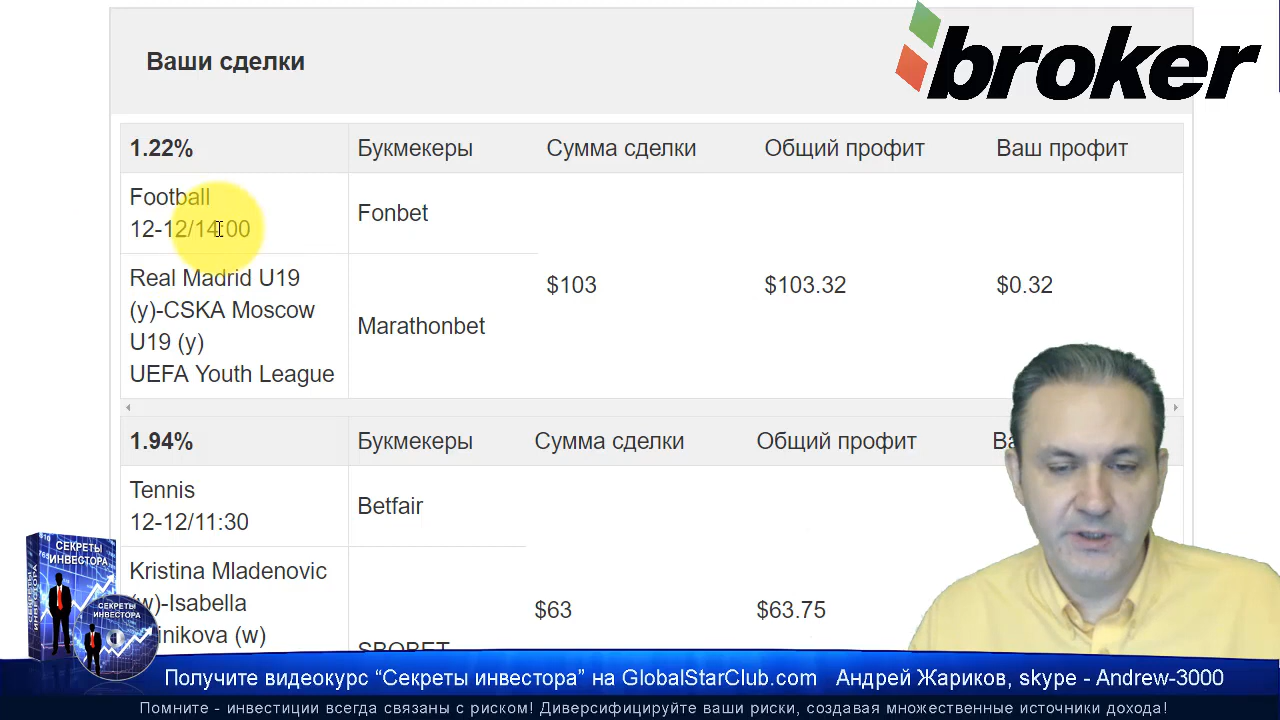 broker
Ваши сделки
1.22% Букмекеры Сумма сделки Общий профит Ваш профит
Football
12-12/14:00
Fonbet
Real Madrid U19
(y)-CSKA Moscow
U19 (y)
UEFA Youth League
Marathonbet
$103 $103.32 $0.32
1.94% Букмекеры Сумма сделки Общий профит
Tennis
12-12/11:30
Betfair
Kristina Mladenovic
(w)-Isabella
(w)
$63 $63.75
SBOBET
СЕКРЕТЫ
ИНВЕСТОРА
СЕКРЕТЫ
ИНВЕСТОРА
Получите видеокурс “Секреты инвестора” на GlobalStarClub.com Андрей Жариков, skype - Andrew-3000
Помните - инвестиции всегда связаны с риском! Диверсифицируйте ваши риски, создавая множественные источники дохода!